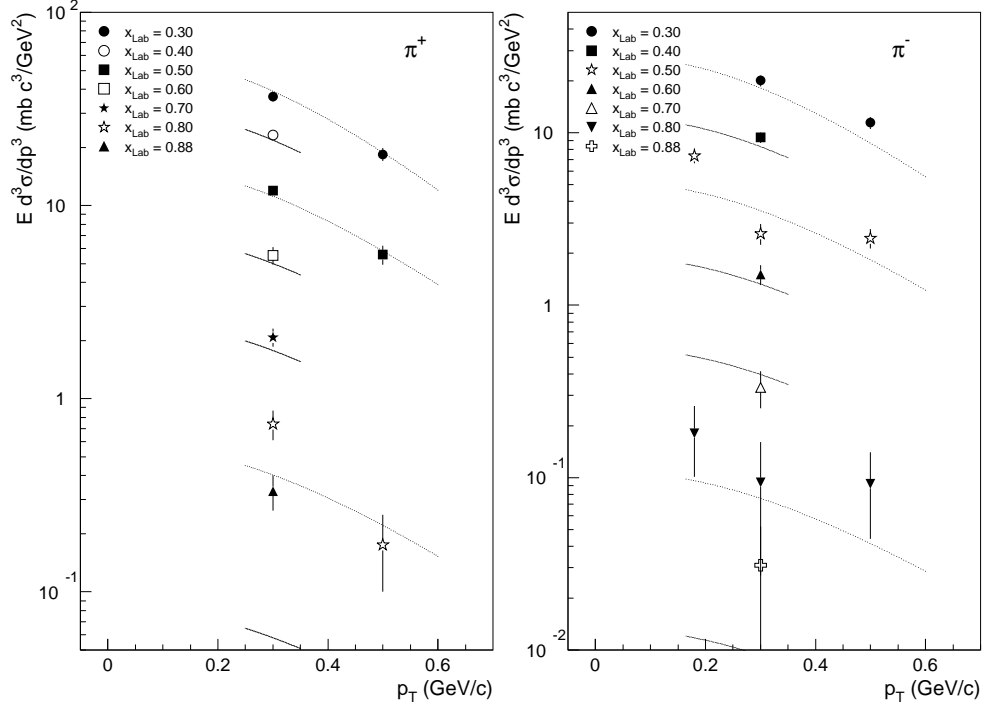 E d³σ/dp³ (mb c³/GeV²)
10²
10
1
10⁻¹
π⁺
x_Lab = 0.30
x_Lab = 0.40
x_Lab = 0.50
x_Lab = 0.60
x_Lab = 0.70
x_Lab = 0.80
x_Lab = 0.88
0 0.2 0.4 0.6
p_T (GeV/c)
E d³σ/dp³ (mb c³/GeV²)
10
1
10⁻¹
10⁻²
π⁻
x_Lab = 0.30
x_Lab = 0.40
x_Lab = 0.50
x_Lab = 0.60
x_Lab = 0.70
x_Lab = 0.80
x_Lab = 0.88
0 0.2 0.4 0.6
p_T (GeV/c)